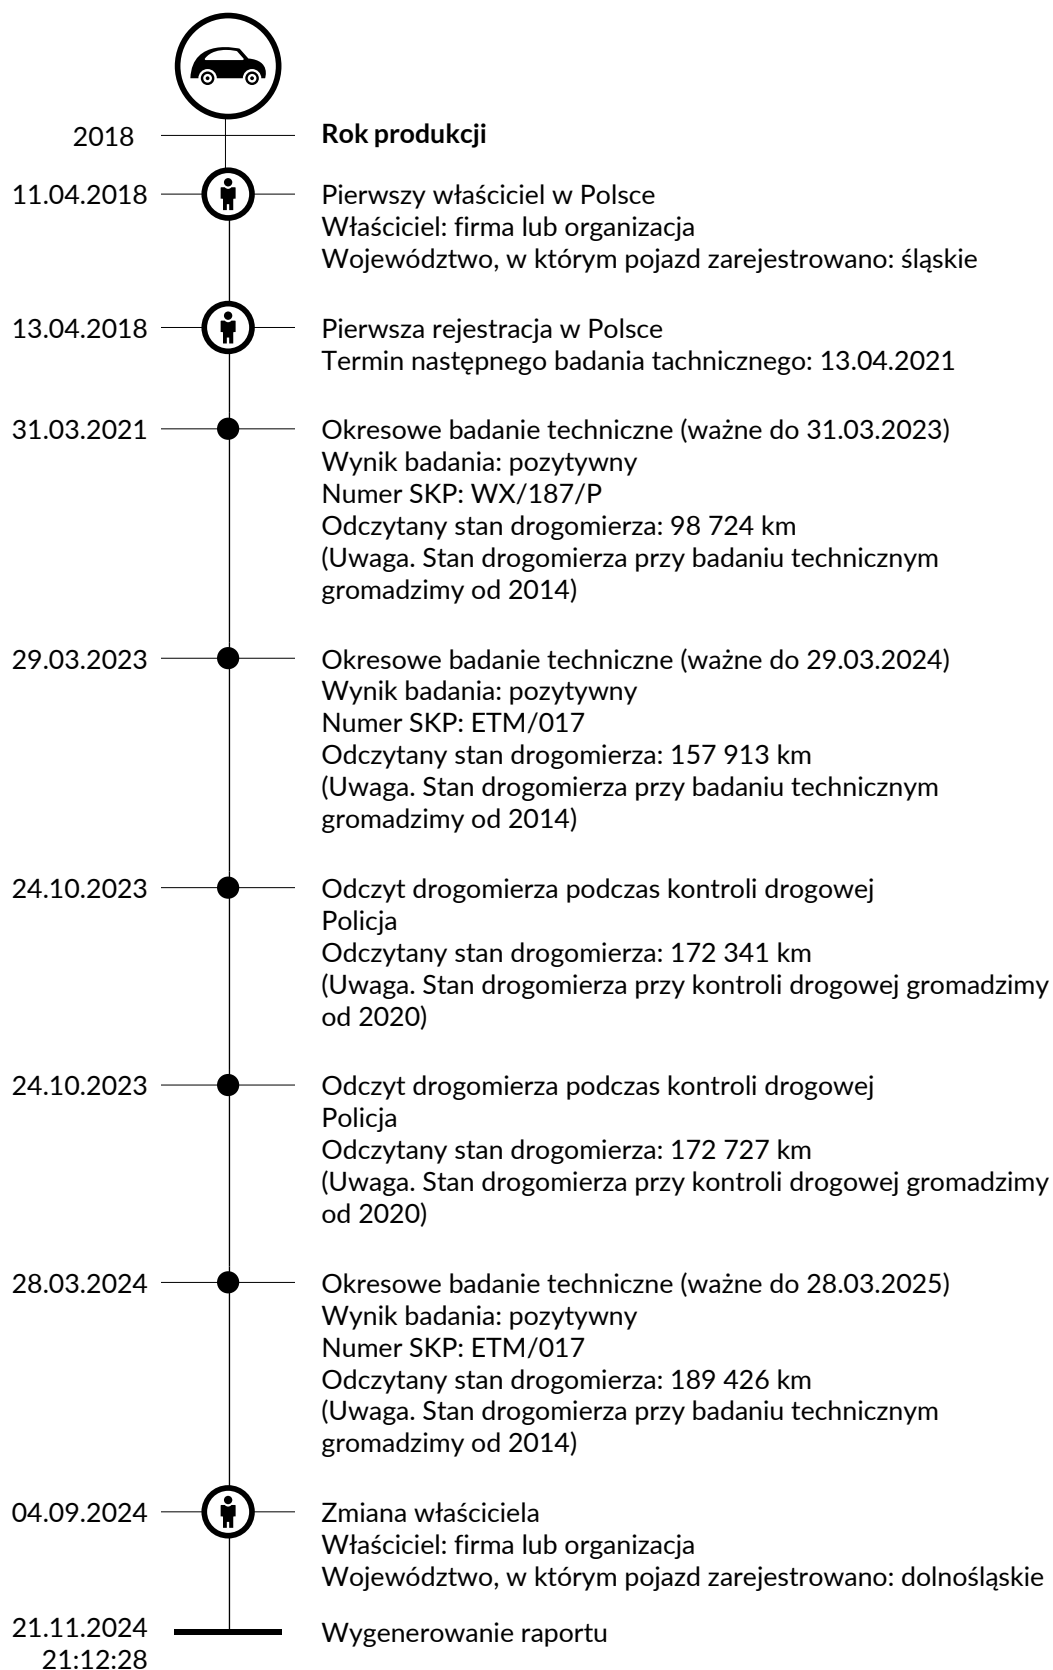 2018
Rok produkcji
11.04.2018
Pierwszy właściciel w Polsce
Właściciel: firma lub organizacja
Województwo, w którym pojazd zarejestrowano: śląskie
13.04.2018
Pierwsza rejestracja w Polsce
Termin następnego badania tachnicznego: 13.04.2021
31.03.2021
Okresowe badanie techniczne (ważne do 31.03.2023)
Wynik badania: pozytywny
Numer SKP: WX/187/P
Odczytany stan drogomierza: 98 724 km
(Uwaga. Stan drogomierza przy badaniu technicznym
gromadzimy od 2014)
29.03.2023
Okresowe badanie techniczne (ważne do 29.03.2024)
Wynik badania: pozytywny
Numer SKP: ETM/017
Odczytany stan drogomierza: 157 913 km
(Uwaga. Stan drogomierza przy badaniu technicznym
gromadzimy od 2014)
24.10.2023
Odczyt drogomierza podczas kontroli drogowej
Policja
Odczytany stan drogomierza: 172 341 km
(Uwaga. Stan drogomierza przy kontroli drogowej gromadzimy
od 2020)
24.10.2023
Odczyt drogomierza podczas kontroli drogowej
Policja
Odczytany stan drogomierza: 172 727 km
(Uwaga. Stan drogomierza przy kontroli drogowej gromadzimy
od 2020)
28.03.2024
Okresowe badanie techniczne (ważne do 28.03.2025)
Wynik badania: pozytywny
Numer SKP: ETM/017
Odczytany stan drogomierza: 189 426 km
(Uwaga. Stan drogomierza przy badaniu technicznym
gromadzimy od 2014)
04.09.2024
Zmiana właściciela
Właściciel: firma lub organizacja
Województwo, w którym pojazd zarejestrowano: dolnośląskie
21.11.2024
21:12:28
Wygenerowanie raportu